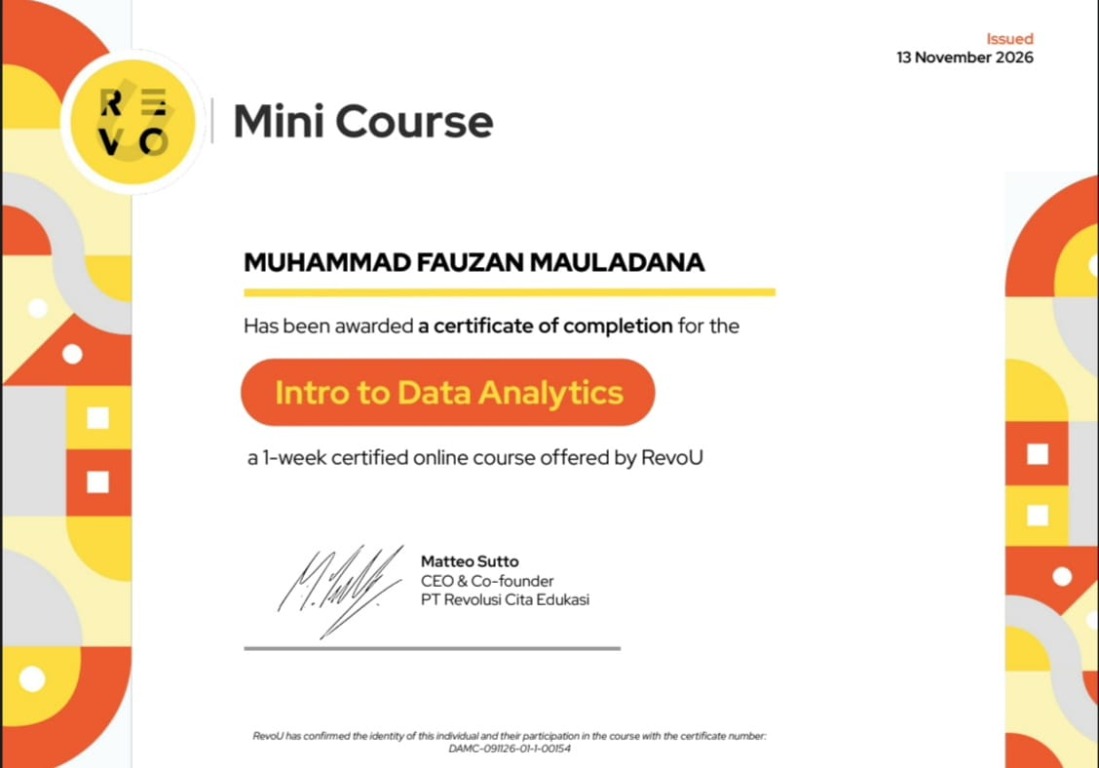 Issued
13 November 2026
R E
V O
Mini Course
MUHAMMAD FAUZAN MAULADANA
Has been awarded a certificate of completion for the
Intro to Data Analytics
a 1-week certified online course offered by RevoU
Matteo Sutto
CEO & Co-founder
PT Revolusi Cita Edukasi
RevoU has confirmed the identity of this individual and their participation in the course with the certificate number:
DAMC-091126-01-1-00154